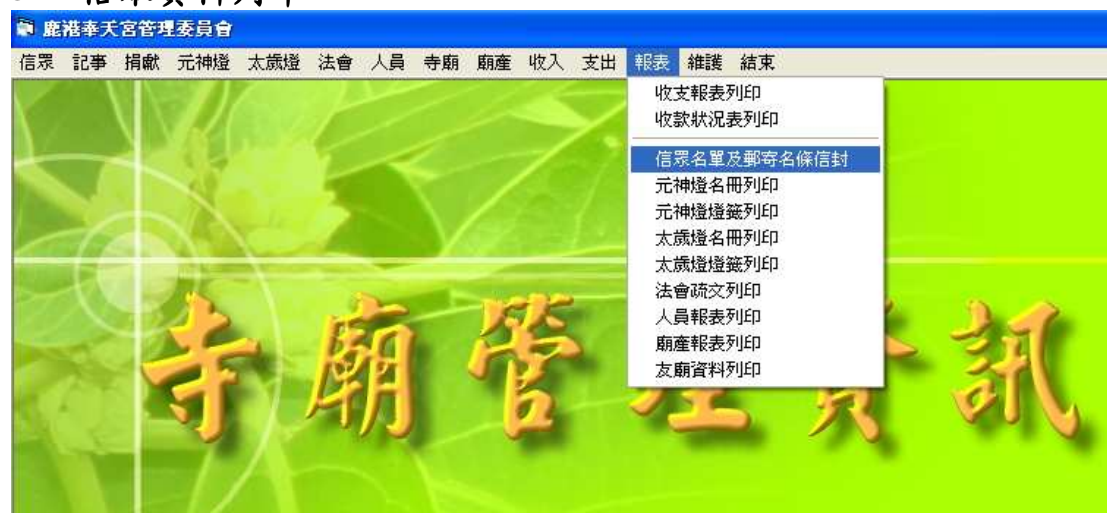 鹿港奉天宮管理委員會
信眾 記事 捐獻 元神燈 太歲燈 法會 人員 寺廟 廟產 收入 支出 報表 維護 結束
收支報表列印
收款狀況表列印
信眾名單及郵寄名條信封
元神燈名冊列印
元神燈燈籤列印
太歲燈名冊列印
太歲燈燈籤列印
法會疏文列印
人員報表列印
廟產報表列印
友廟資料列印
寺廟管理資訊